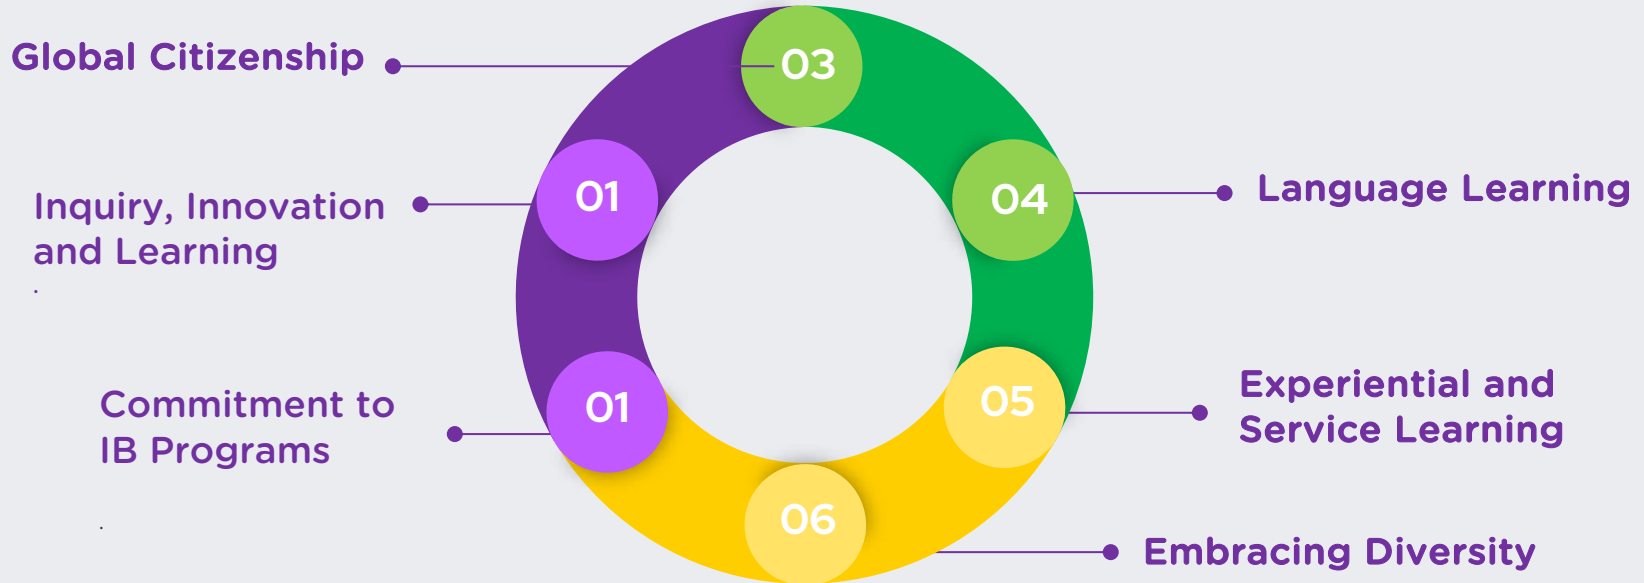 Global Citizenship
03
Inquiry, Innovation
and Learning
.
01
04
Language Learning
Commitment to
IB Programs
.
01
05
Experiential and
Service Learning
06
Embracing Diversity